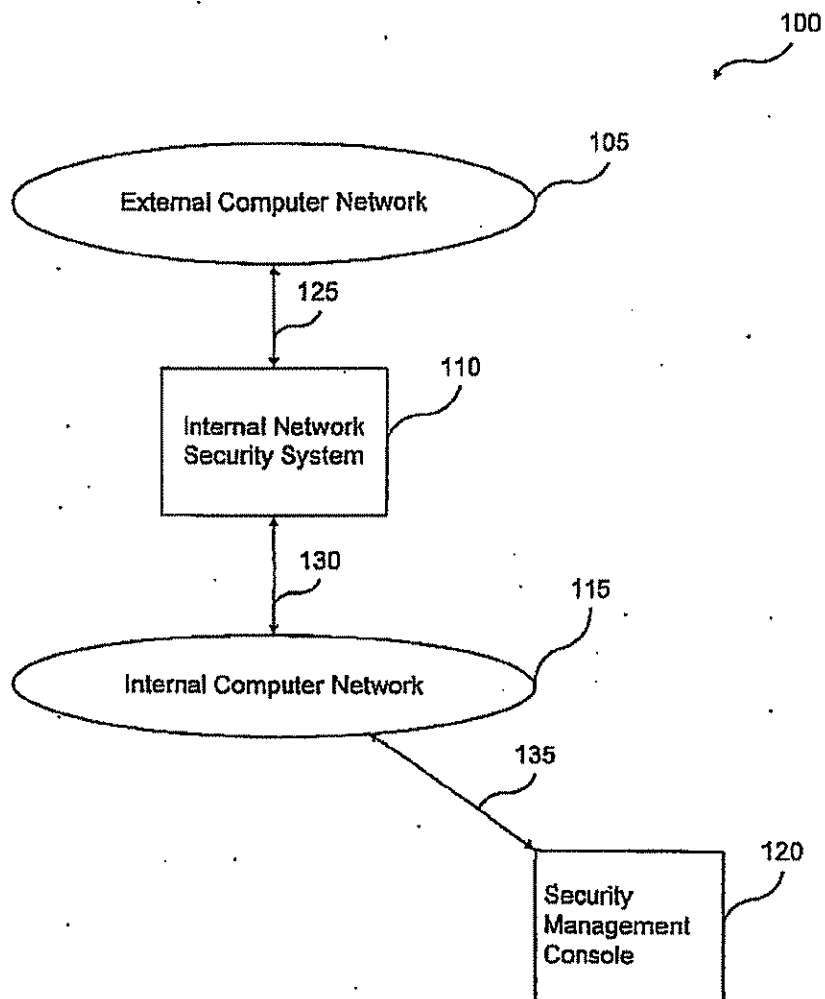 100
105
External Computer Network
125
110
Internal Network
Security System
130
115
Internal Computer Network
135
120
Security
Management
Console